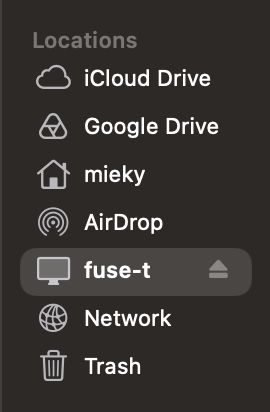 Locations
iCloud Drive
Google Drive
mieky
AirDrop
fuse-t
Network
Trash